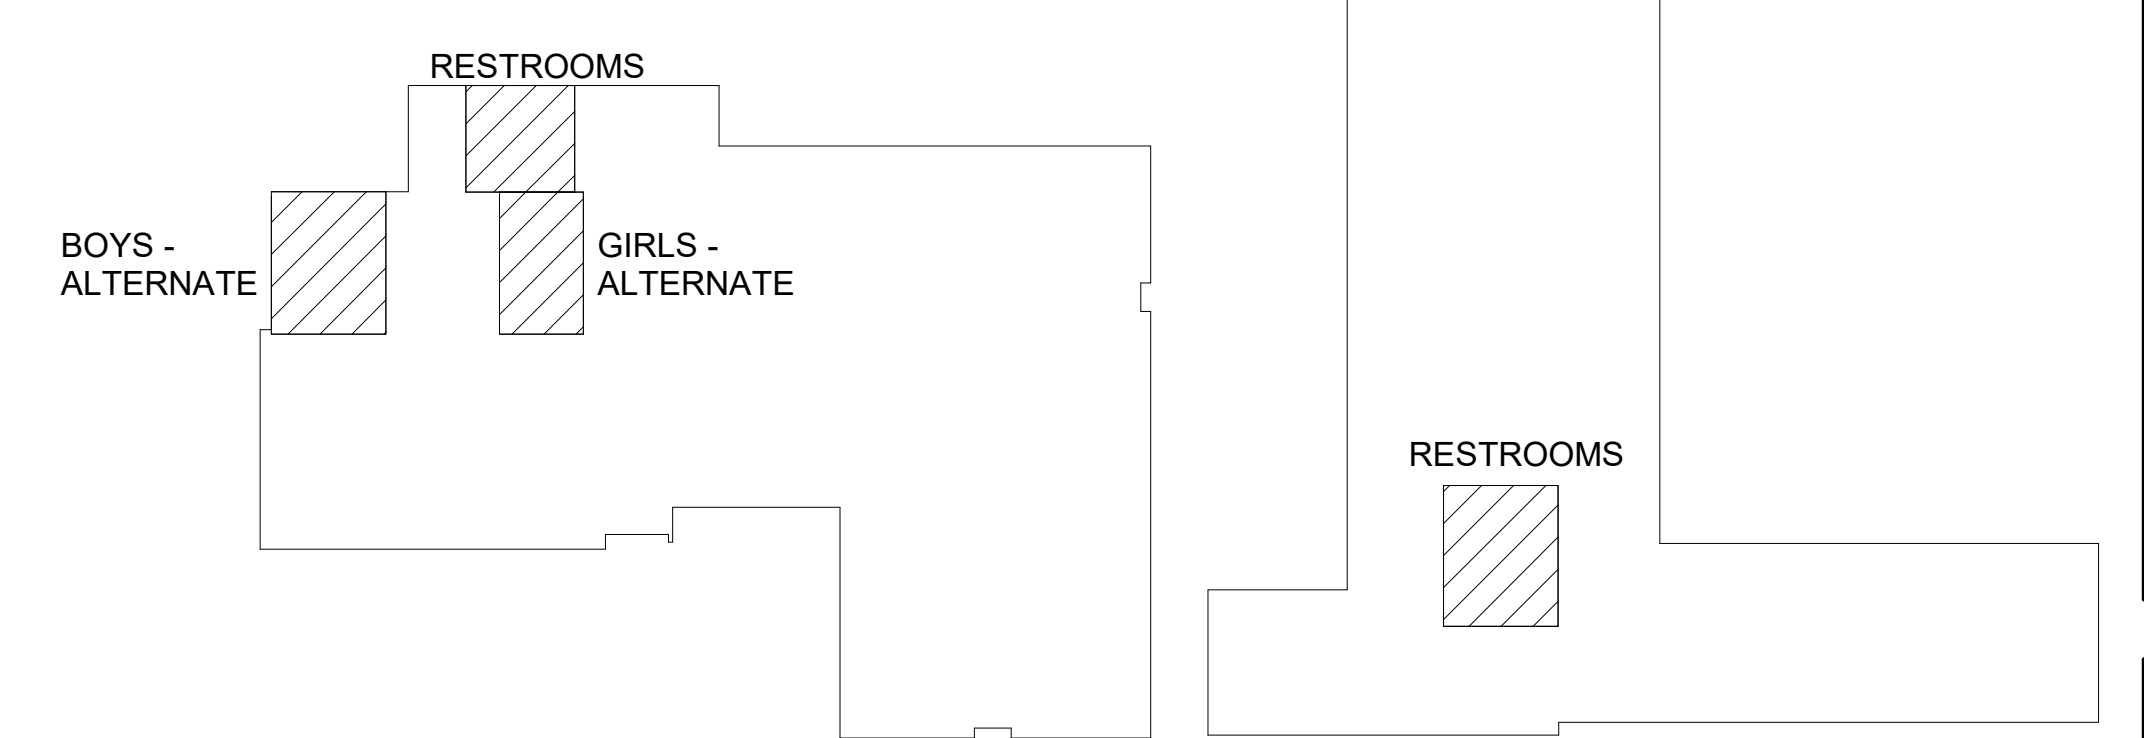 RESTROOMS
BOYS -
ALTERNATE
GIRLS -
ALTERNATE
RESTROOMS